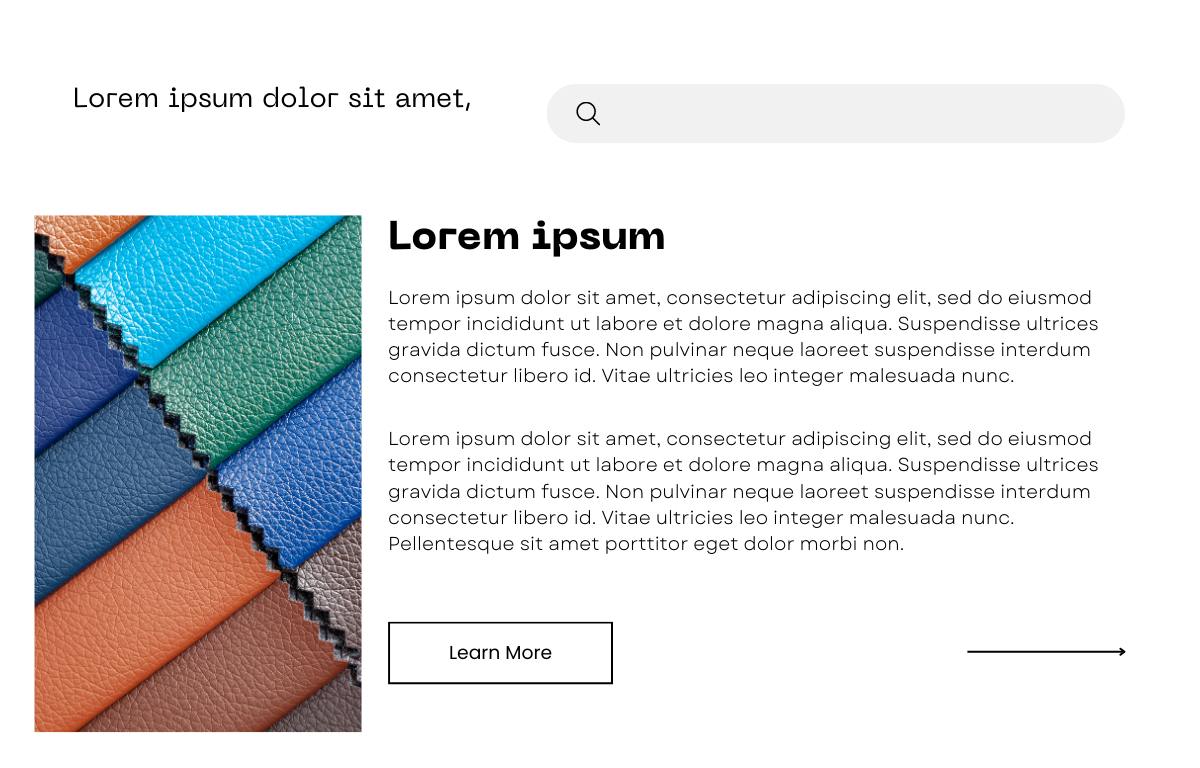 Lorem ipsum dolor sit amet,
Lorem ipsum
Lorem ipsum dolor sit amet, consectetur adipiscing elit, sed do eiusmod
tempor incididunt ut labore et dolore magna aliqua. Suspendisse ultrices
gravida dictum fusce. Non pulvinar neque laoreet suspendisse interdum
consectetur libero id. Vitae ultricies leo integer malesuada nunc.
Lorem ipsum dolor sit amet, consectetur adipiscing elit, sed do eiusmod
tempor incididunt ut labore et dolore magna aliqua. Suspendisse ultrices
gravida dictum fusce. Non pulvinar neque laoreet suspendisse interdum
consectetur libero id. Vitae ultricies leo integer malesuada nunc.
Pellentesque sit amet porttitor eget dolor morbi non.
Learn More